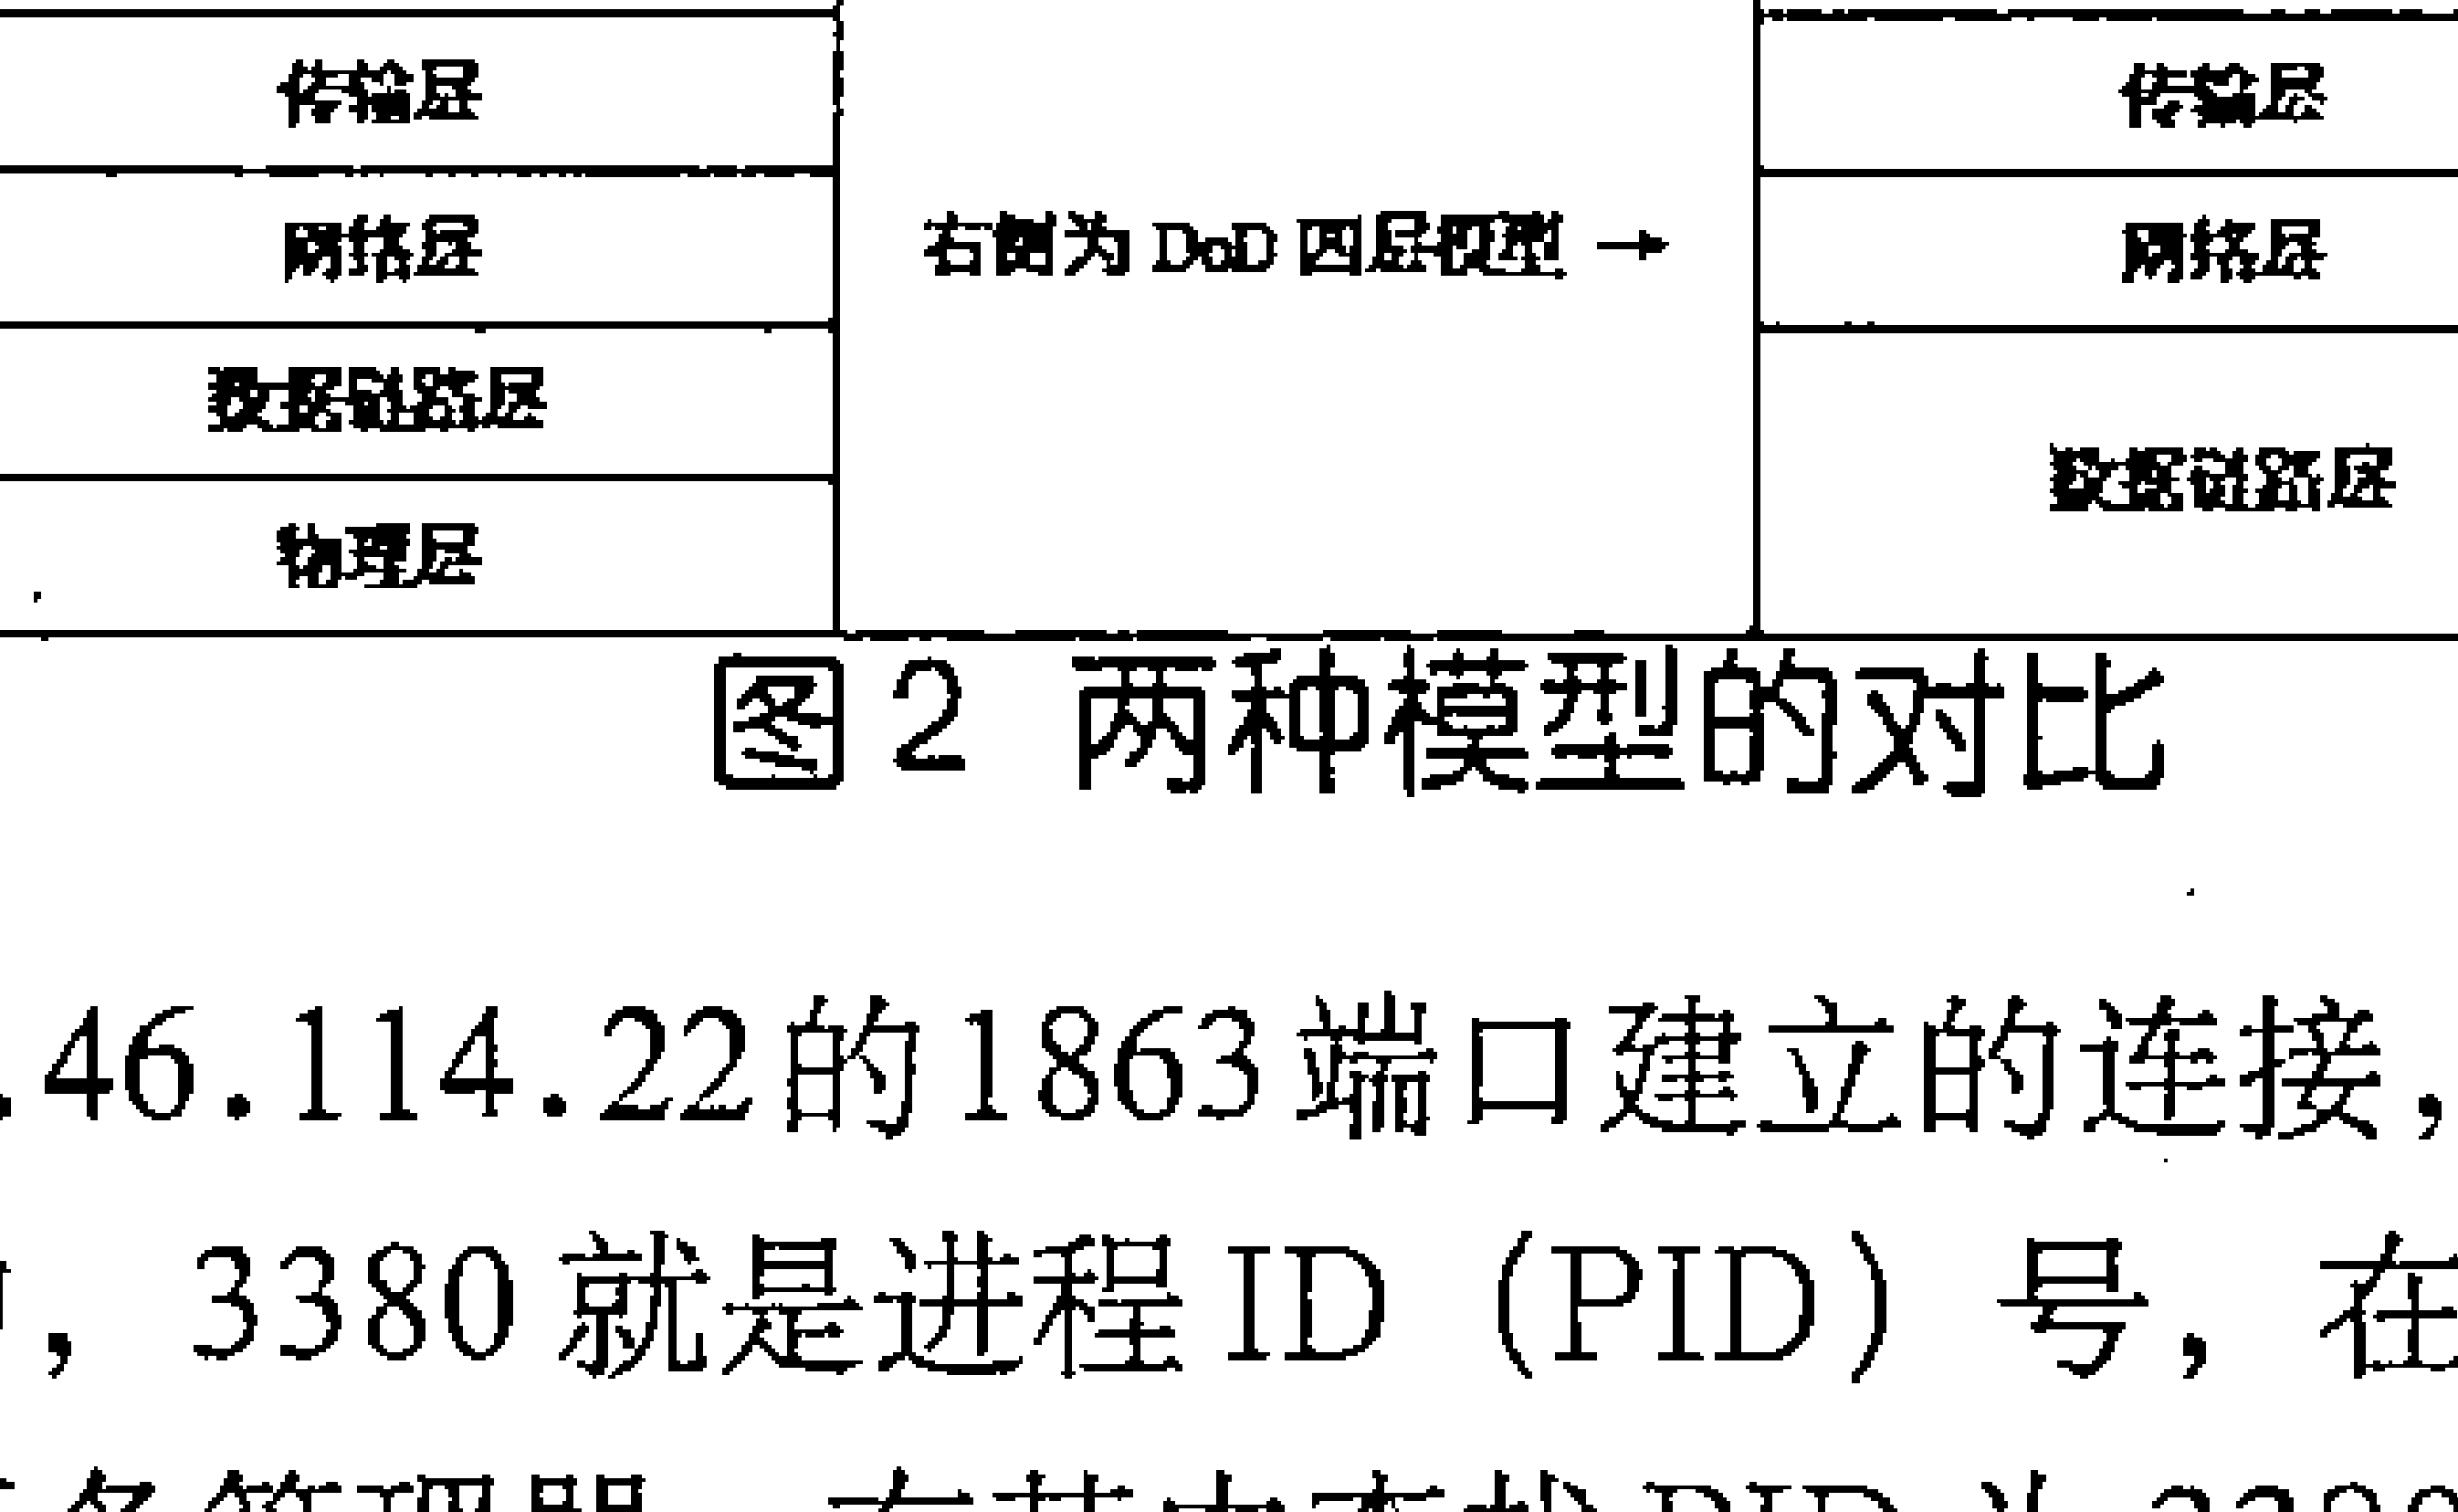 传输层 传输层
网络层 右侧为 DoD 四层模型 → 网络层
数据链路层
数据链路层
物理层
图 2 两种模型的对比
.46.114.22的1863端口建立的连接,
, 3380就是进程 ID (PID) 号, 在